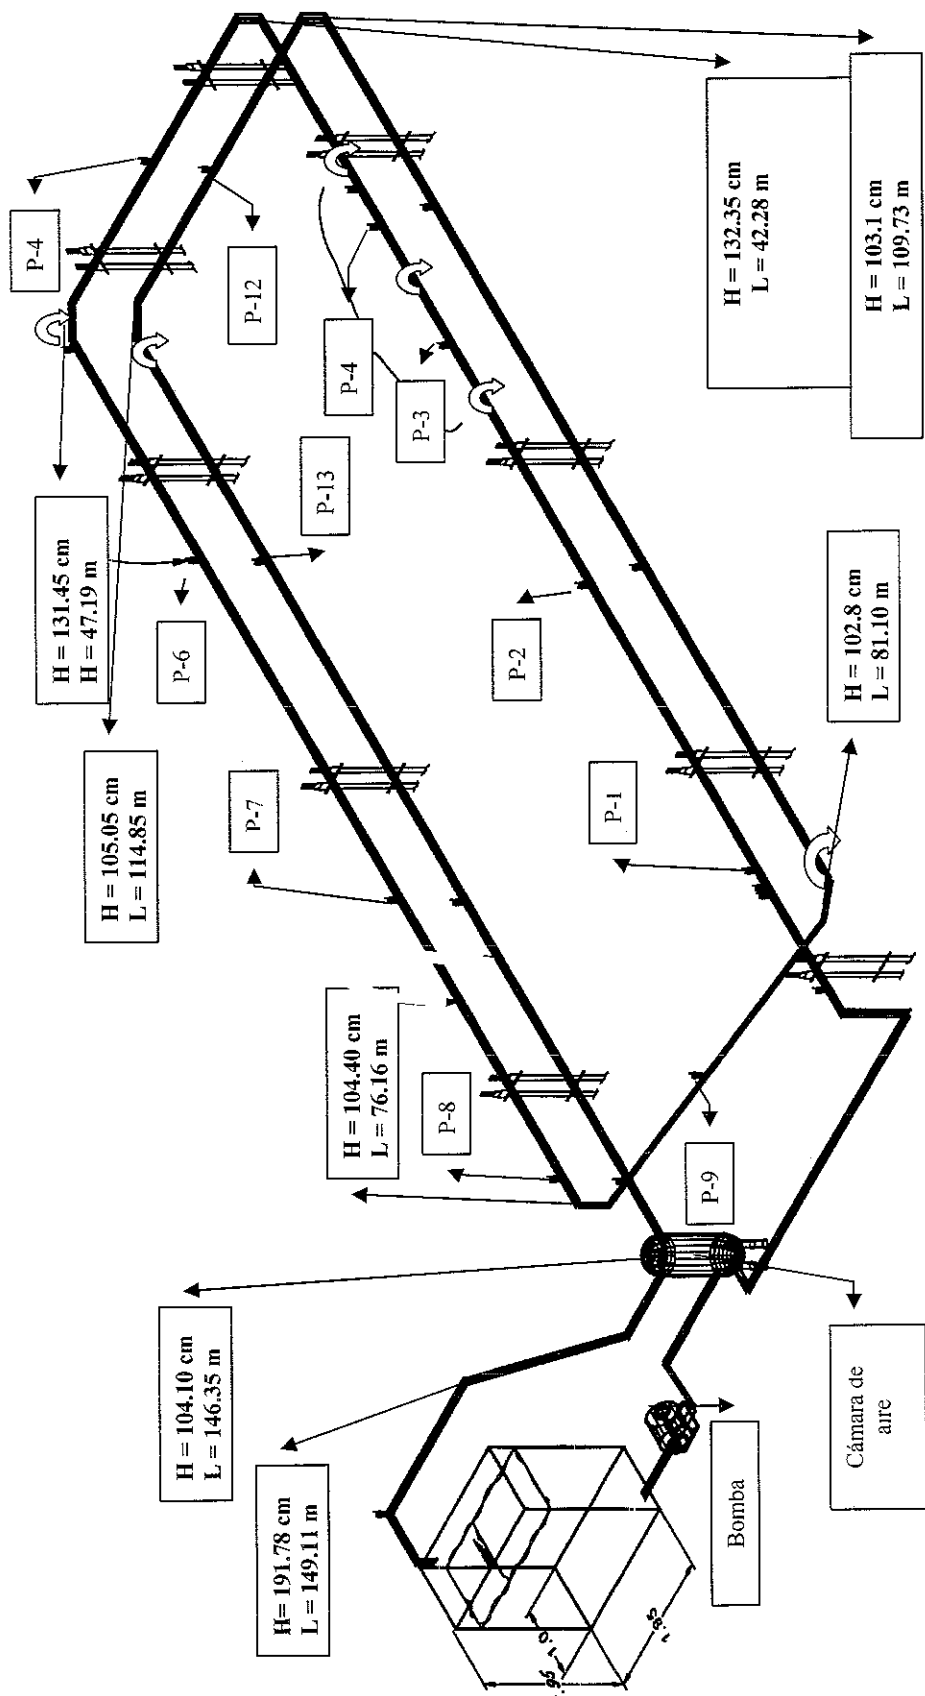 H = 191.78 cm
L = 149.11 m
H = 104.10 cm
L = 146.35 m
H = 104.40 cm
L = 76.16 m
H = 105.05 cm
L = 114.85 m
H = 131.45 cm
H = 47.19 m
P-4
P-12
P-13
P-6
P-7
P-8
P-4
P-3
P-2
P-1
P-9
H = 132.35 cm
L = 42.28 m
H = 103.1 cm
L = 109.73 m
H = 102.8 cm
L = 81.10 m
Bomba
Cámara de
aire
1.0